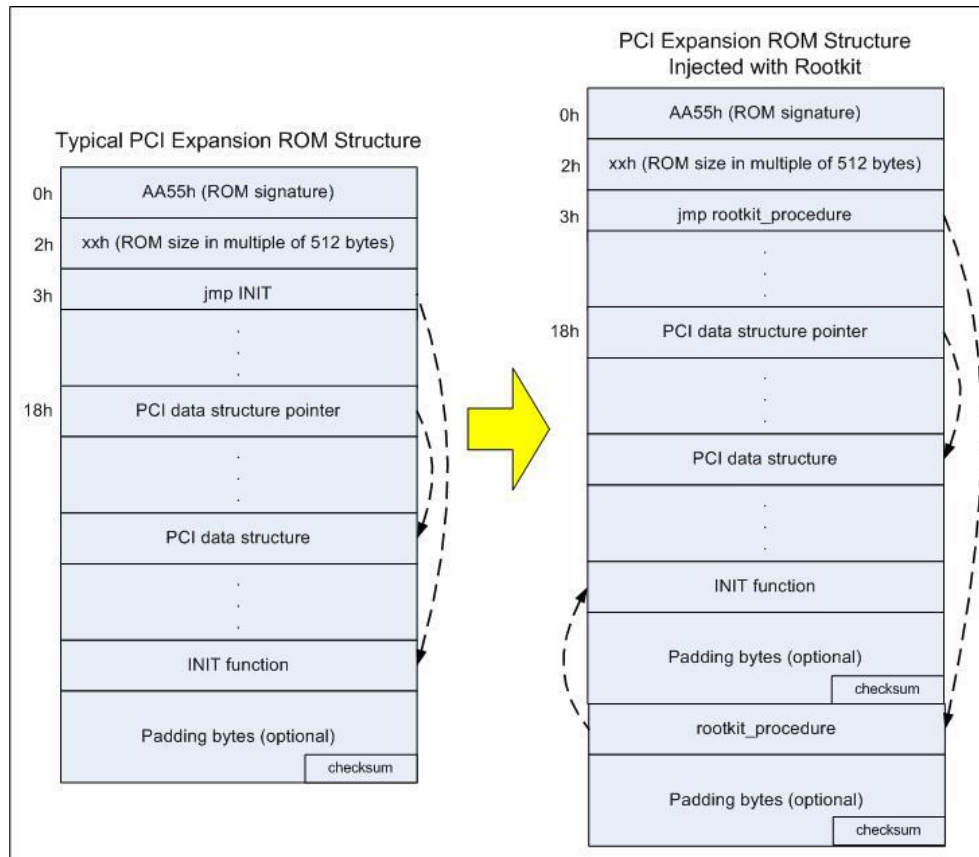 Typical PCI Expansion ROM Structure
0h
AA55h (ROM signature)
2h
xxh (ROM size in multiple of 512 bytes)
3h
jmp INIT
.
.
.
18h
PCI data structure pointer
.
.
.
PCI data structure
.
.
.
INIT function
Padding bytes (optional)
checksum
PCI Expansion ROM Structure
Injected with Rootkit
0h
AA55h (ROM signature)
2h
xxh (ROM size in multiple of 512 bytes)
3h
jmp rootkit_procedure
.
.
.
18h
PCI data structure pointer
.
.
.
PCI data structure
.
.
.
INIT function
Padding bytes (optional)
checksum
rootkit_procedure
Padding bytes (optional)
checksum